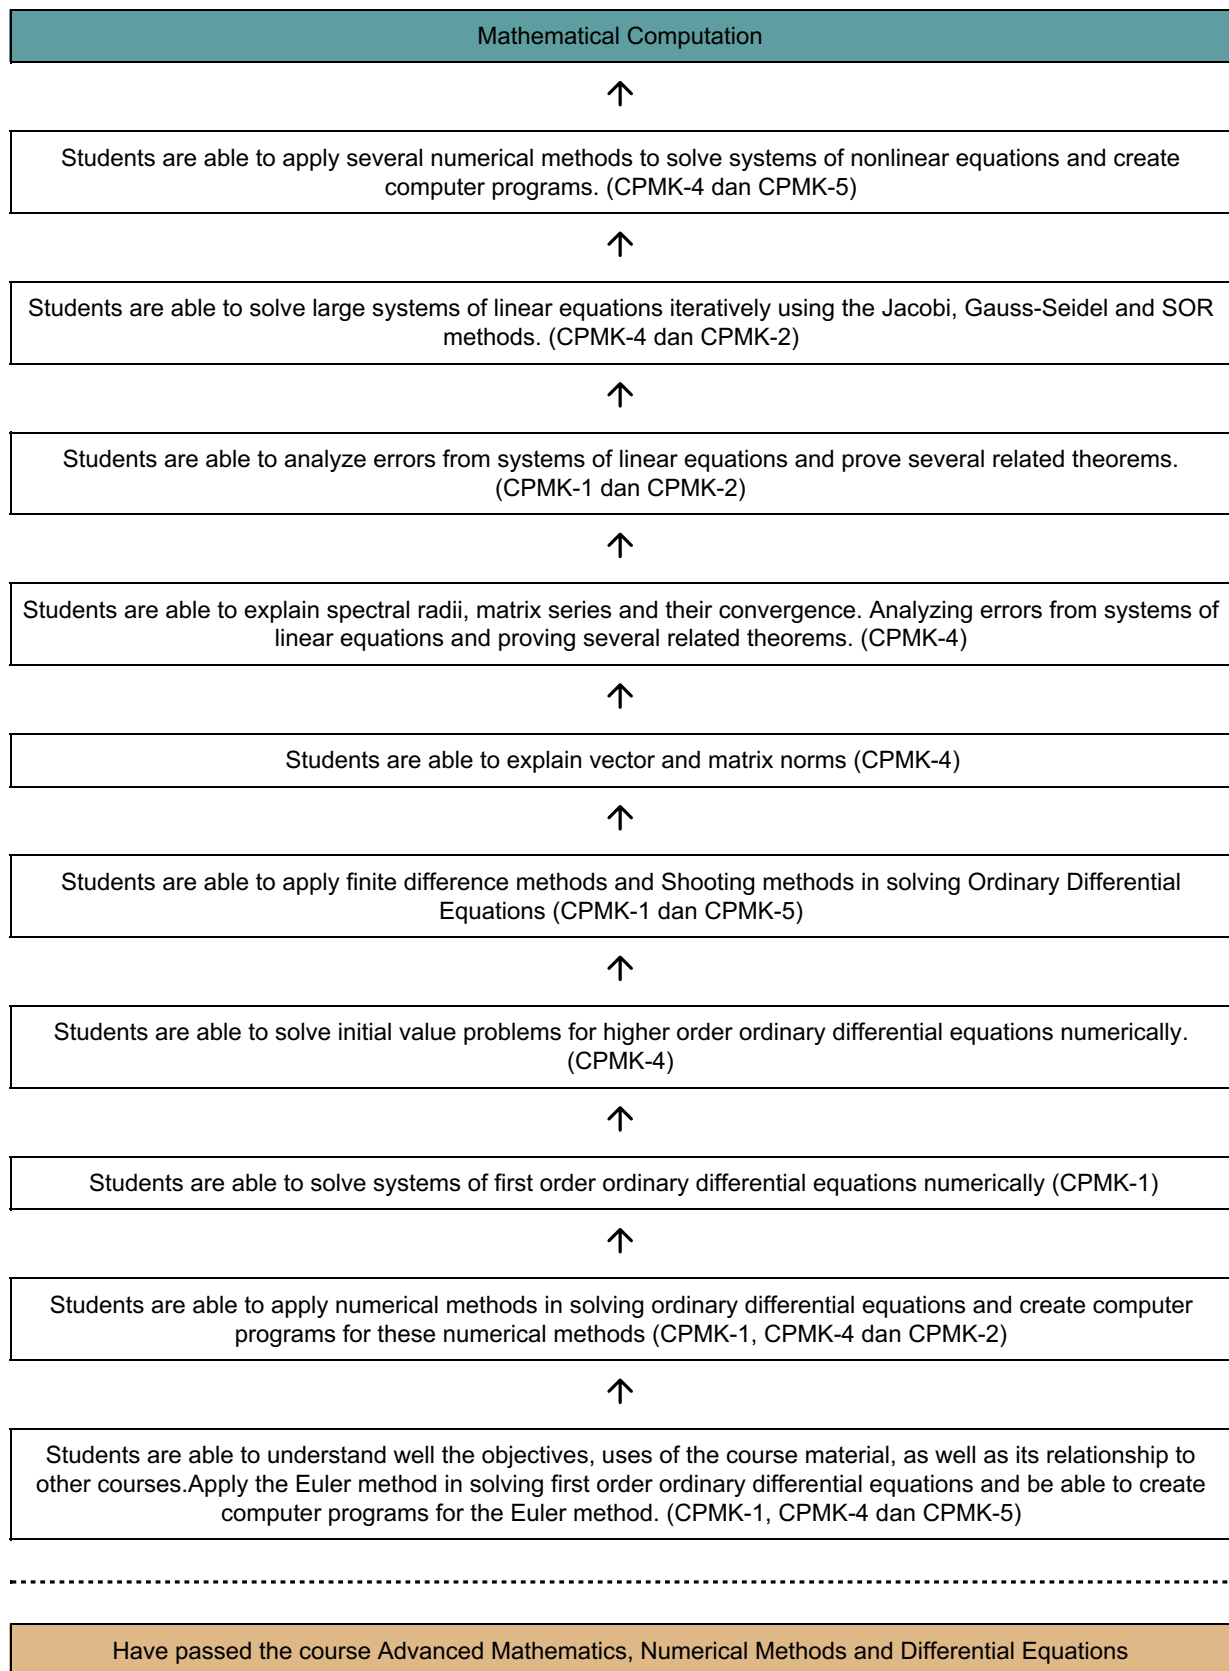 Mathematical Computation
Students are able to apply several numerical methods to solve systems of nonlinear equations and create
computer programs. (CPMK-4 dan CPMK-5)
Students are able to solve large systems of linear equations iteratively using the Jacobi, Gauss-Seidel and SOR
methods. (CPMK-4 dan CPMK-2)
Students are able to analyze errors from systems of linear equations and prove several related theorems.
(CPMK-1 dan CPMK-2)
Students are able to explain spectral radii, matrix series and their convergence. Analyzing errors from systems of
linear equations and proving several related theorems. (CPMK-4)
Students are able to explain vector and matrix norms (CPMK-4)
Students are able to apply finite difference methods and Shooting methods in solving Ordinary Differential
Equations (CPMK-1 dan CPMK-5)
Students are able to solve initial value problems for higher order ordinary differential equations numerically.
(CPMK-4)
Students are able to solve systems of first order ordinary differential equations numerically (CPMK-1)
Students are able to apply numerical methods in solving ordinary differential equations and create computer
programs for these numerical methods (CPMK-1, CPMK-4 dan CPMK-2)
Students are able to understand well the objectives, uses of the course material, as well as its relationship to
other courses.Apply the Euler method in solving first order ordinary differential equations and be able to create
computer programs for the Euler method. (CPMK-1, CPMK-4 dan CPMK-5)
Have passed the course Advanced Mathematics, Numerical Methods and Differential Equations